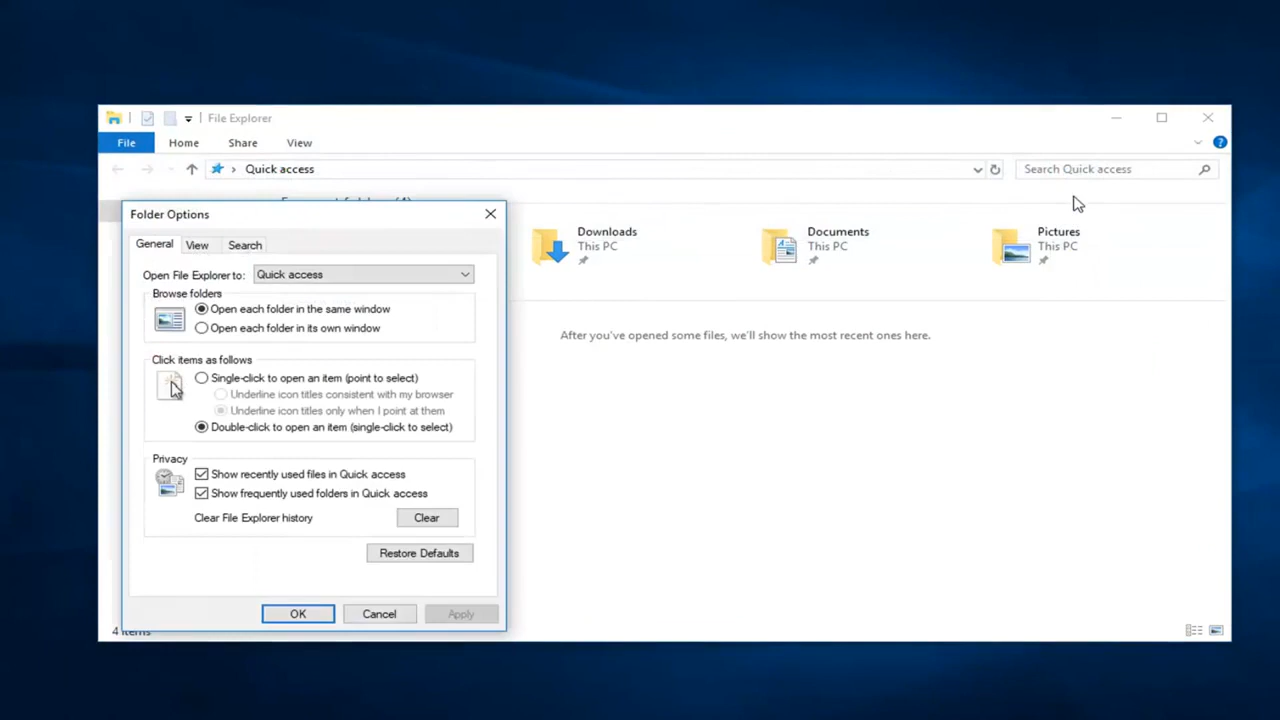 File Explorer
File Home Share View
Quick access
Search Quick access
Folder Options
General View Search
Open File Explorer to: Quick access
Browse folders
Open each folder in the same window
Open each folder in its own window
Click items as follows
Single-click to open an item (point to select)
Underline icon titles consistent with my browser
Underline icon titles only when I point at them
Double-click to open an item (single-click to select)
Privacy
Show recently used files in Quick access
Show frequently used folders in Quick access
Clear File Explorer history Clear
Restore Defaults
OK Cancel Apply
Downloads
This PC
Documents
This PC
Pictures
This PC
After you've opened some files, we'll show the most recent ones here.
4 items